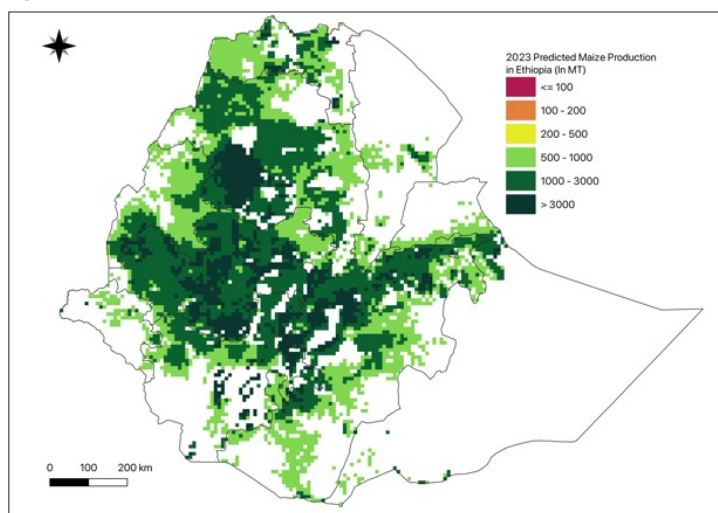 2023 Predicted Maize Production
in Ethiopia (In MT)
<= 100
100 - 200
200 - 500
500 - 1000
1000 - 3000
> 3000
0 100 200 km